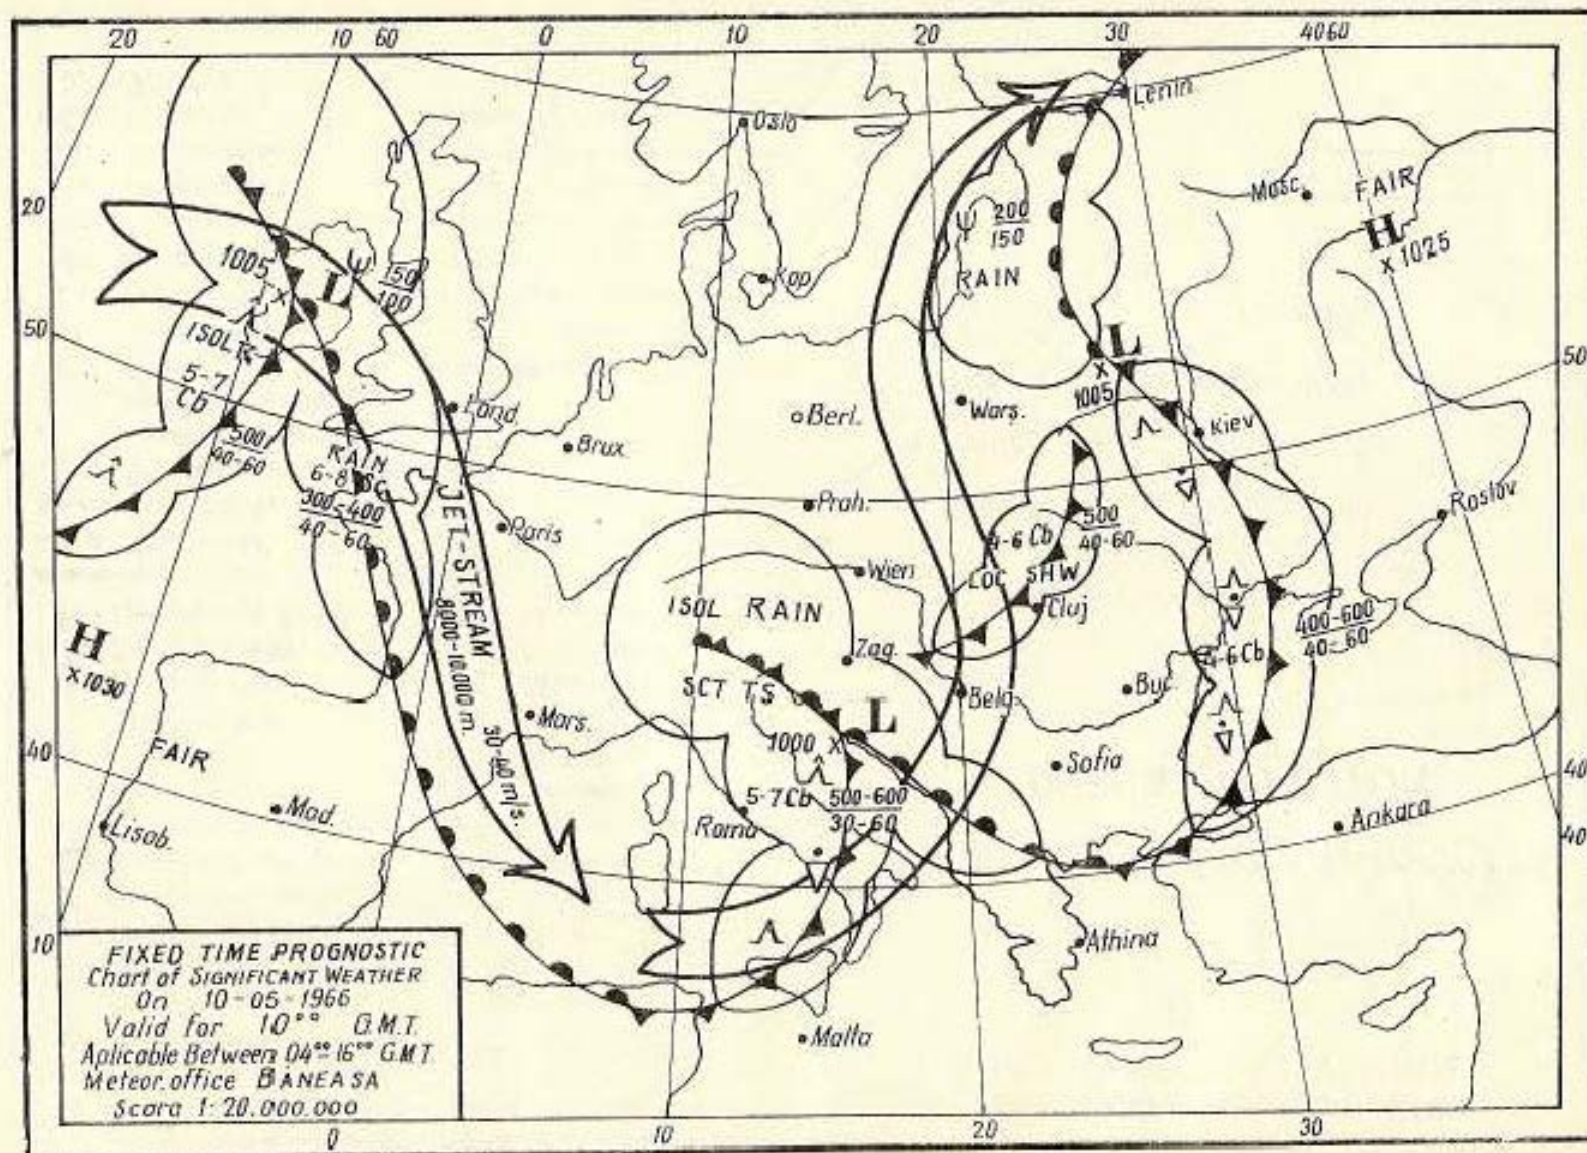 20
10 60
0
10
20
30
40 60
Lenin
Oslo
Mosc.
FAIR
H
x 1025
20
1005
L
150
100
ψ 200
150
RAIN
Kop
50
ISOL
5-7
Cb
500
40-60
Lond.
Brux
Berl.
Wars.
L
x
1005
Kiev
50
RAIN
6-8 Sc
300-400
40-60
JET-STREAM
8000-10,000 m.
30-40 m/s.
Paris
Prah.
Wien
4-6 Cb
500
40-60
LOC SHW
Cluj
Rostov
ISOL RAIN
Zag.
SCT TS
Belg.
Buc.
4-6 Cb
400-600
40-60
H
x 1030
FAIR
Mars.
L
1000 x
5-7 Cb
500-600
30-60
Sofia
40
40
Mad.
Lisab.
Roma
Ankara
40
Athina
Malta
10
FIXED TIME PROGNOSTIC
Chart of SIGNIFICANT WEATHER
On 10-05-1966
Valid for 10°° G.M.T.
Aplicable Between 04°°-16°° G.M.T
Meteor. office BĂNEASA
Scara 1:20.000.000
0
10
20
30